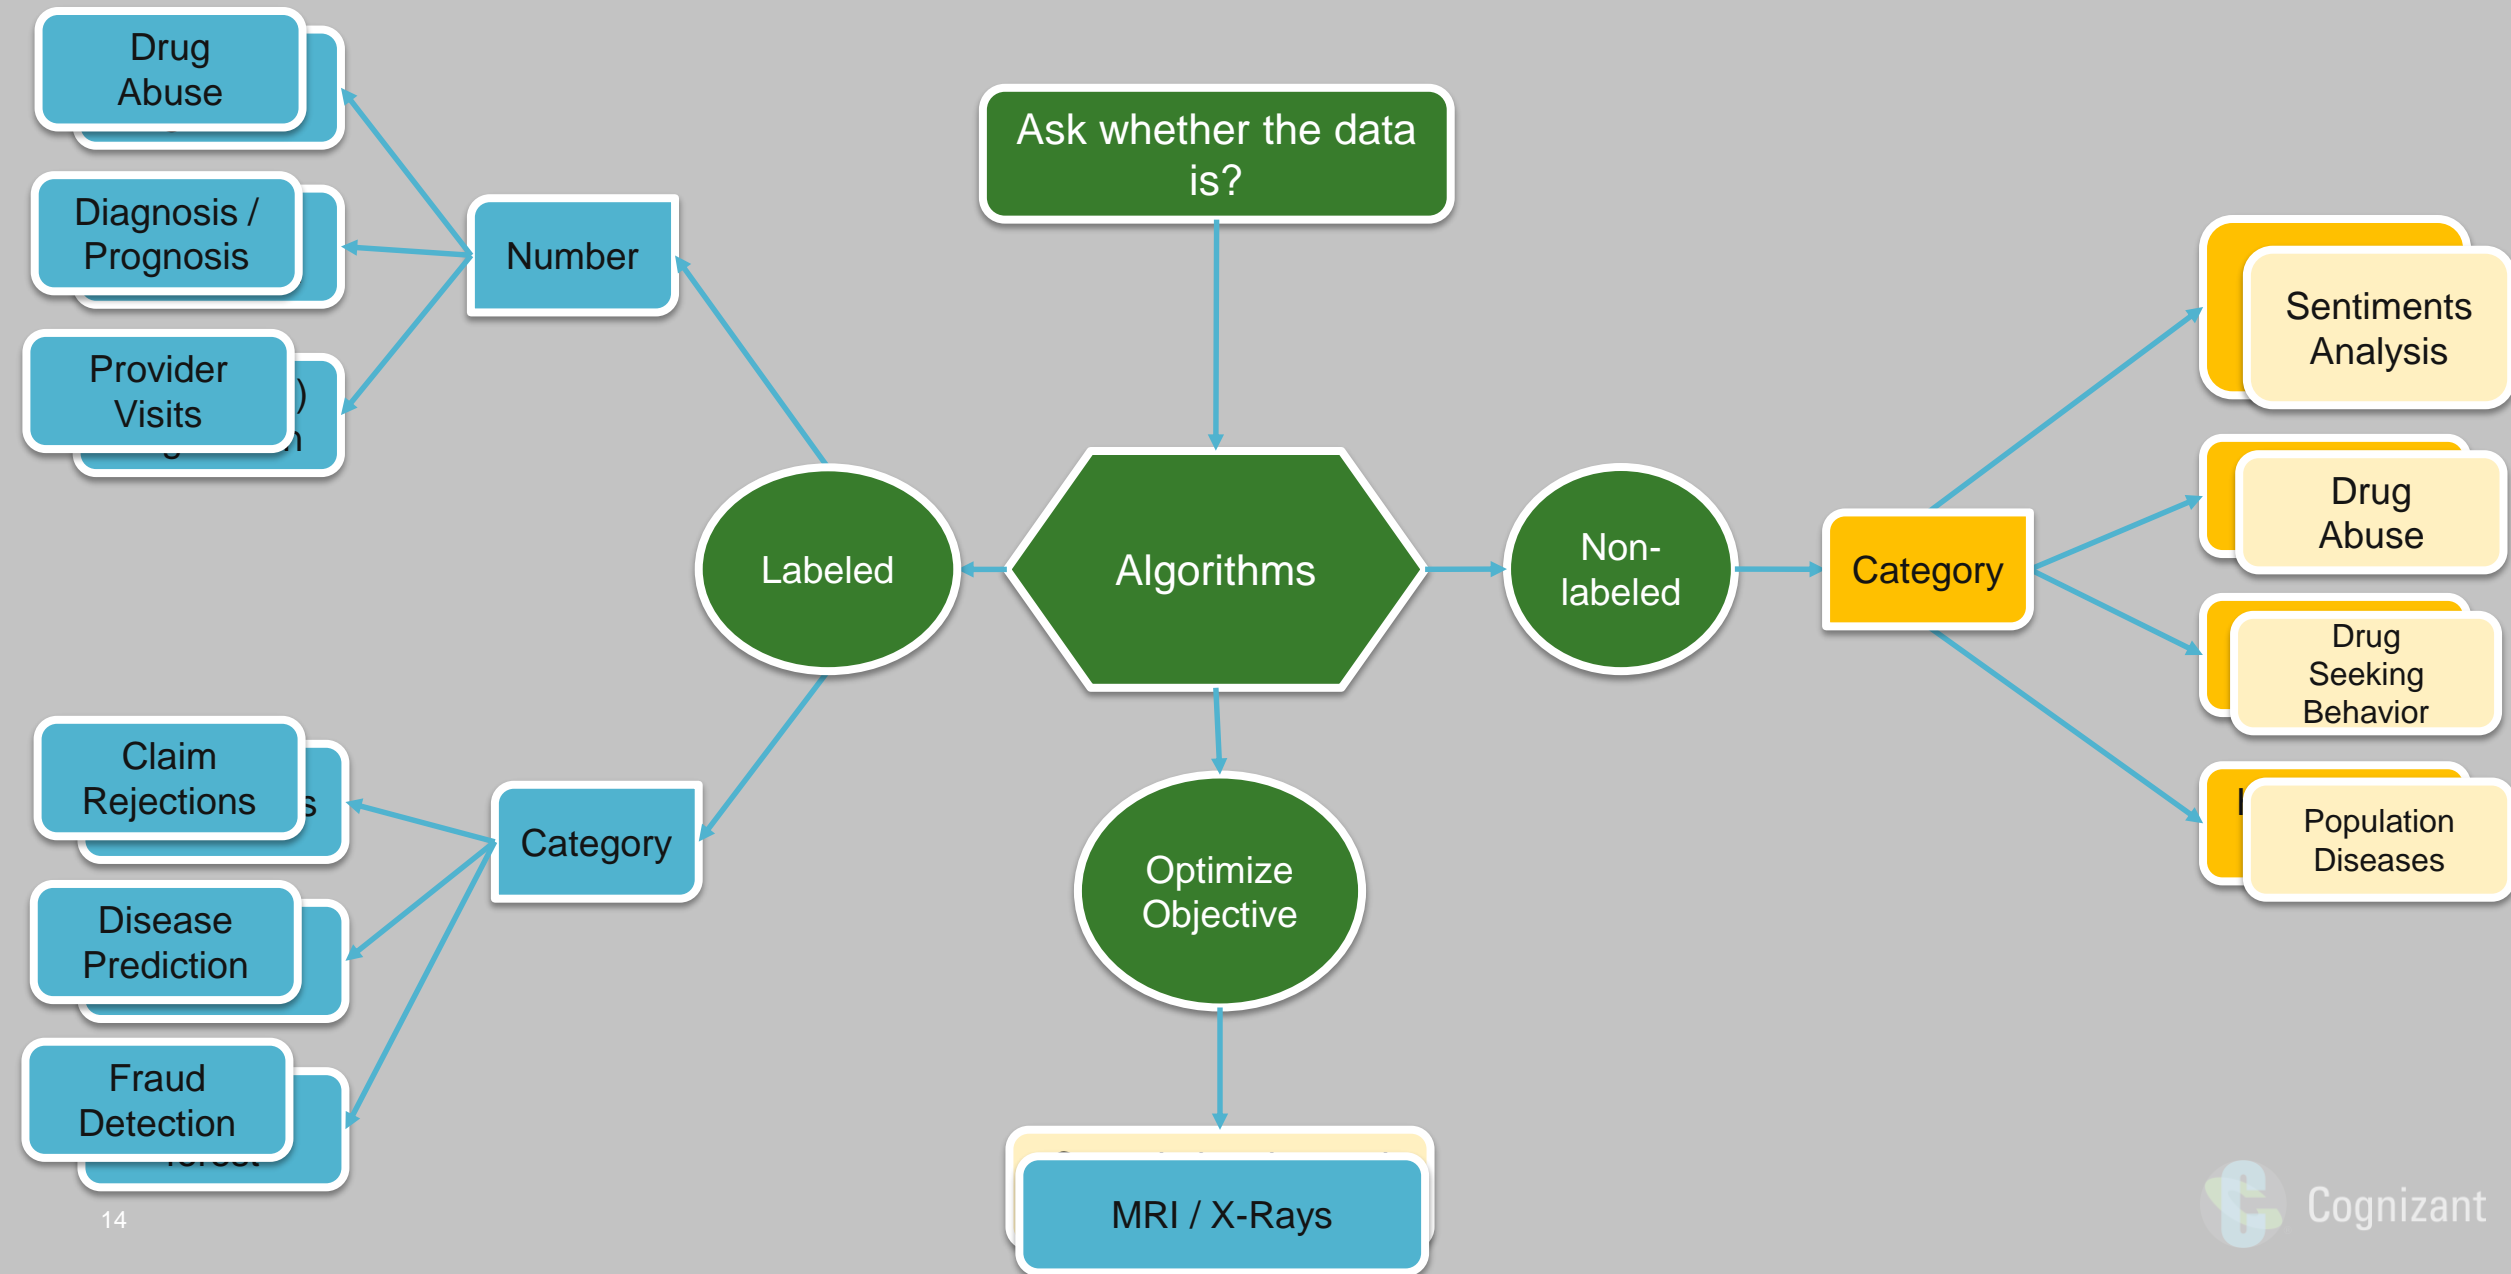 Drug
Abuse
Diagnosis /
Prognosis
Provider
Visits
)
Number
Ask whether the data
is?
Labeled
Algorithms
Non-
labeled
Category
Sentiments
Analysis
Drug
Abuse
Drug
Seeking
Behavior
Population
Diseases
Claim
Rejections
s
Disease
Prediction
Fraud
Detection
Category
Optimize
Objective
MRI / X-Rays
14
Cognizant